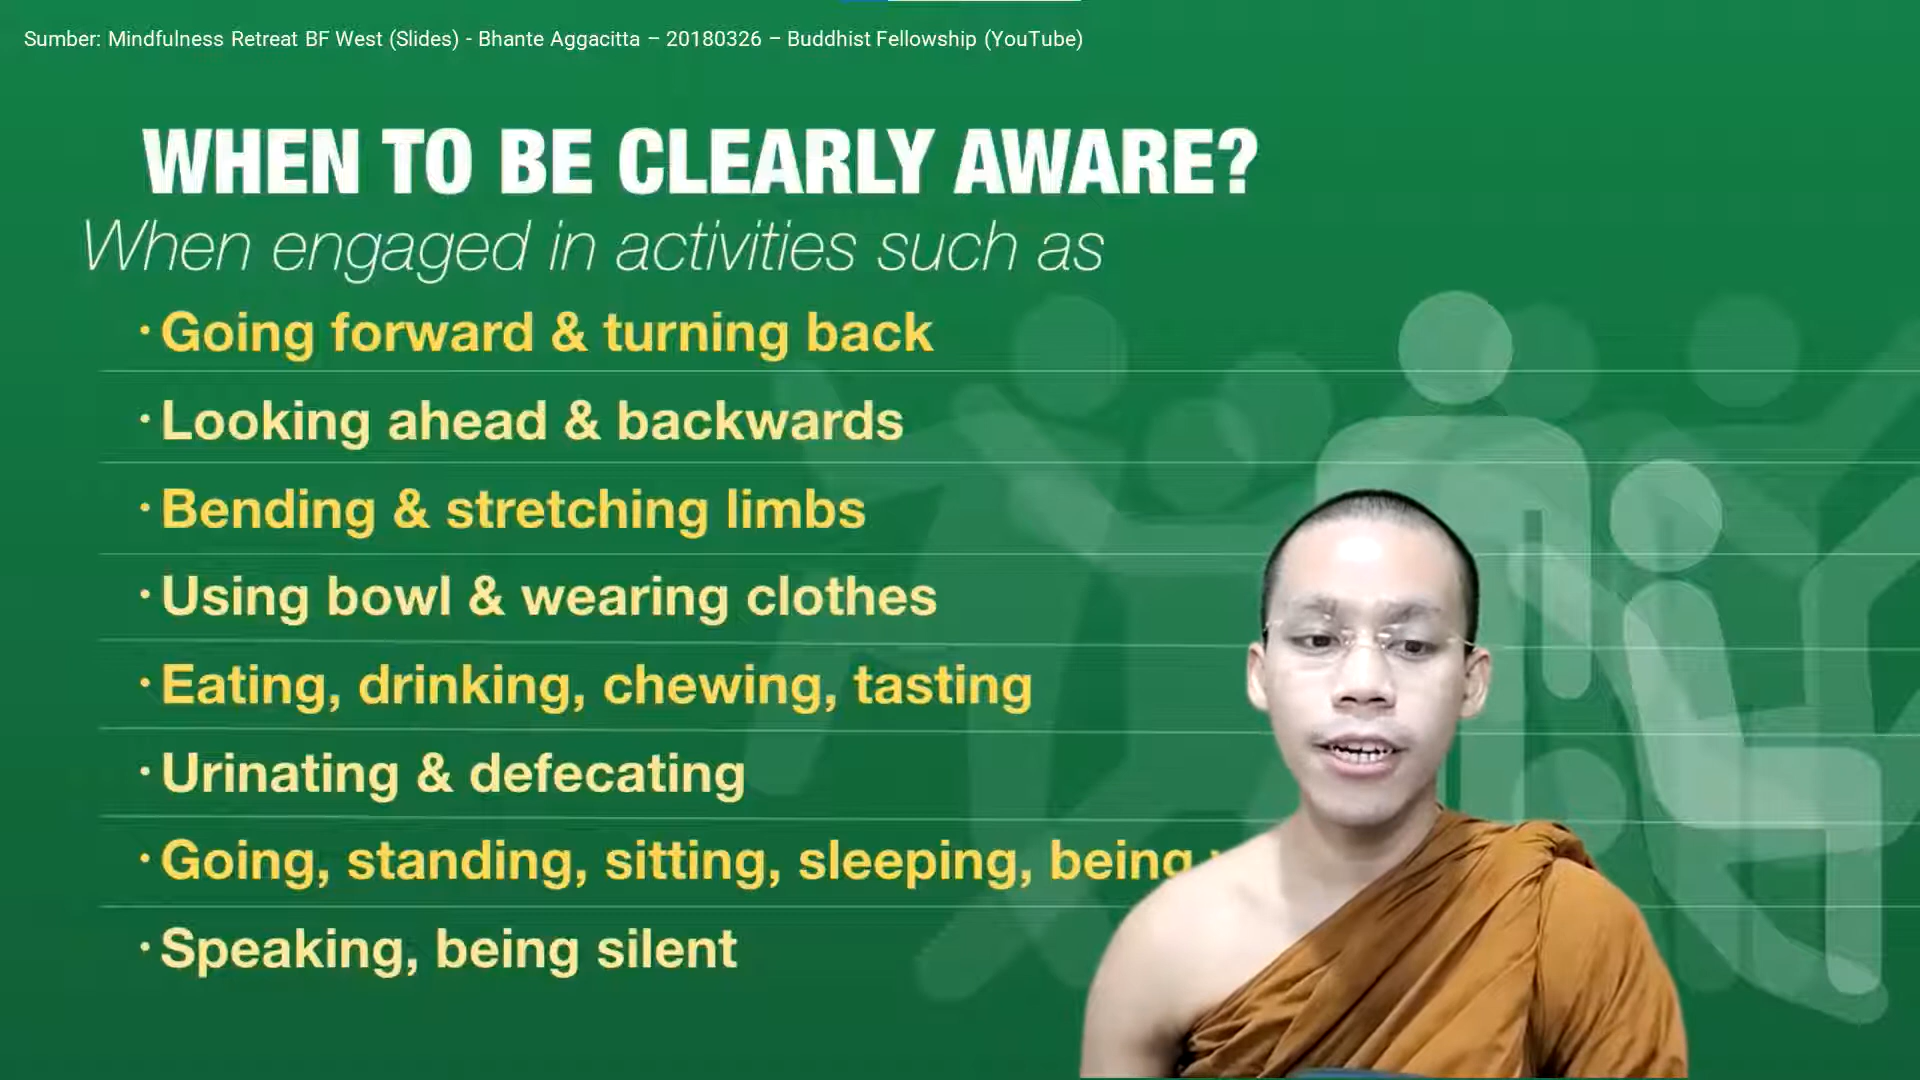 Sumber: Mindfulness Retreat BF West (Slides) - Bhante Aggacitta – 20180326 – Buddhist Fellowship (YouTube)
WHEN TO BE CLEARLY AWARE?
When engaged in activities such as
· Going forward & turning back
· Looking ahead & backwards
· Bending & stretching limbs
· Using bowl & wearing clothes
· Eating, drinking, chewing, tasting
· Urinating & defecating
· Going, standing, sitting, sleeping, being
· Speaking, being silent